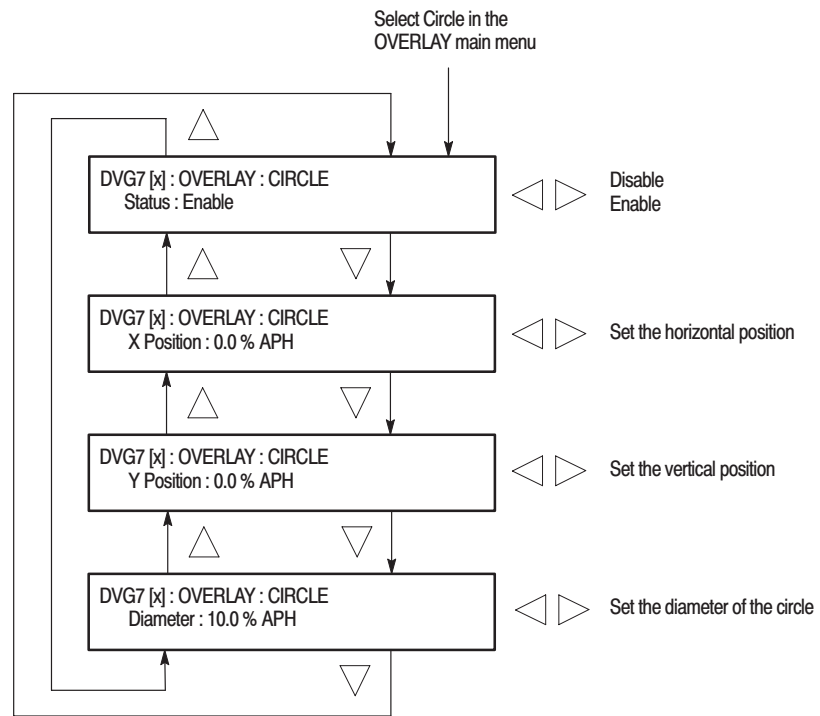 Select Circle in the
OVERLAY main menu
DVG7 [x] : OVERLAY : CIRCLE
Status : Enable
Disable
Enable
DVG7 [x] : OVERLAY : CIRCLE
X Position : 0.0 % APH
Set the horizontal position
DVG7 [x] : OVERLAY : CIRCLE
Y Position : 0.0 % APH
Set the vertical position
DVG7 [x] : OVERLAY : CIRCLE
Diameter : 10.0 % APH
Set the diameter of the circle